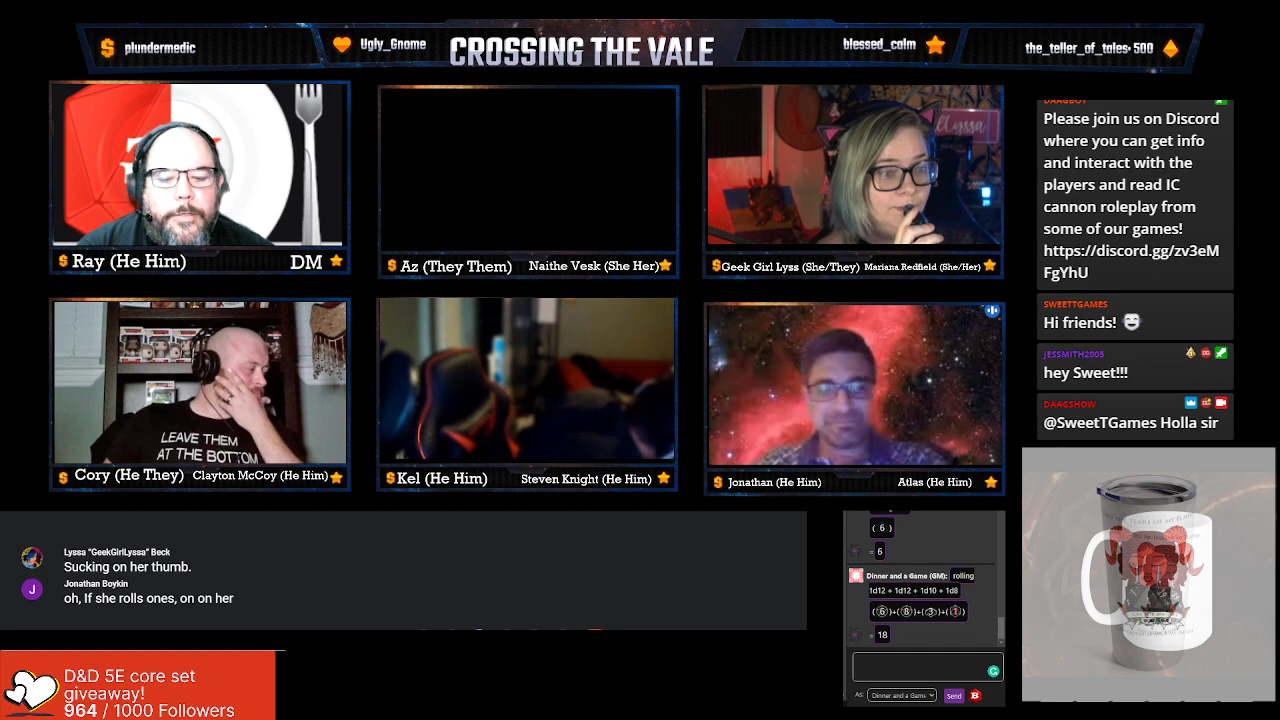 plundermedic
Ugly_Gnome
CROSSING THE VALE
blessed_calm
the_teller_of_tales: 500
Ray (He Him)
DM
Az (They Them)
Naithe Vesk (She Her)
Lyssa
Geek Girl Lyss (She/They)
Mariana Redfield (She/Her)
LEAVE THEM
AT THE BOTTOM
Cory (He They)
Clayton McCoy (He Him)
Kel (He Him)
Steven Knight (He Him)
Jonathan (He Him)
Atlas (He Him)
DAAGBOT
Please join us on Discord
where you can get info
and interact with the
players and read IC
cannon roleplay from
some of our games!
https://discord.gg/zv3eM
FgYhU
SWEETTGAMES
Hi friends!
JESSMITH2005
hey Sweet!!!
DAAGSHOW
@SweetTGames Holla sir
Lyssa "GeekGirlLyssa" Beck
Sucking on her thumb.
J
Jonathan Boykin
oh, If she rolls ones, on on her
( 6 )
= 6
Dinner and a Game (GM): rolling
1d12 + 1d12 + 1d10 + 1d8
(6)+(8)+(3)+(1)
= 18
As:
Dinner and a Game
Send
D&D 5E core set
giveaway!
964 / 1000 Followers